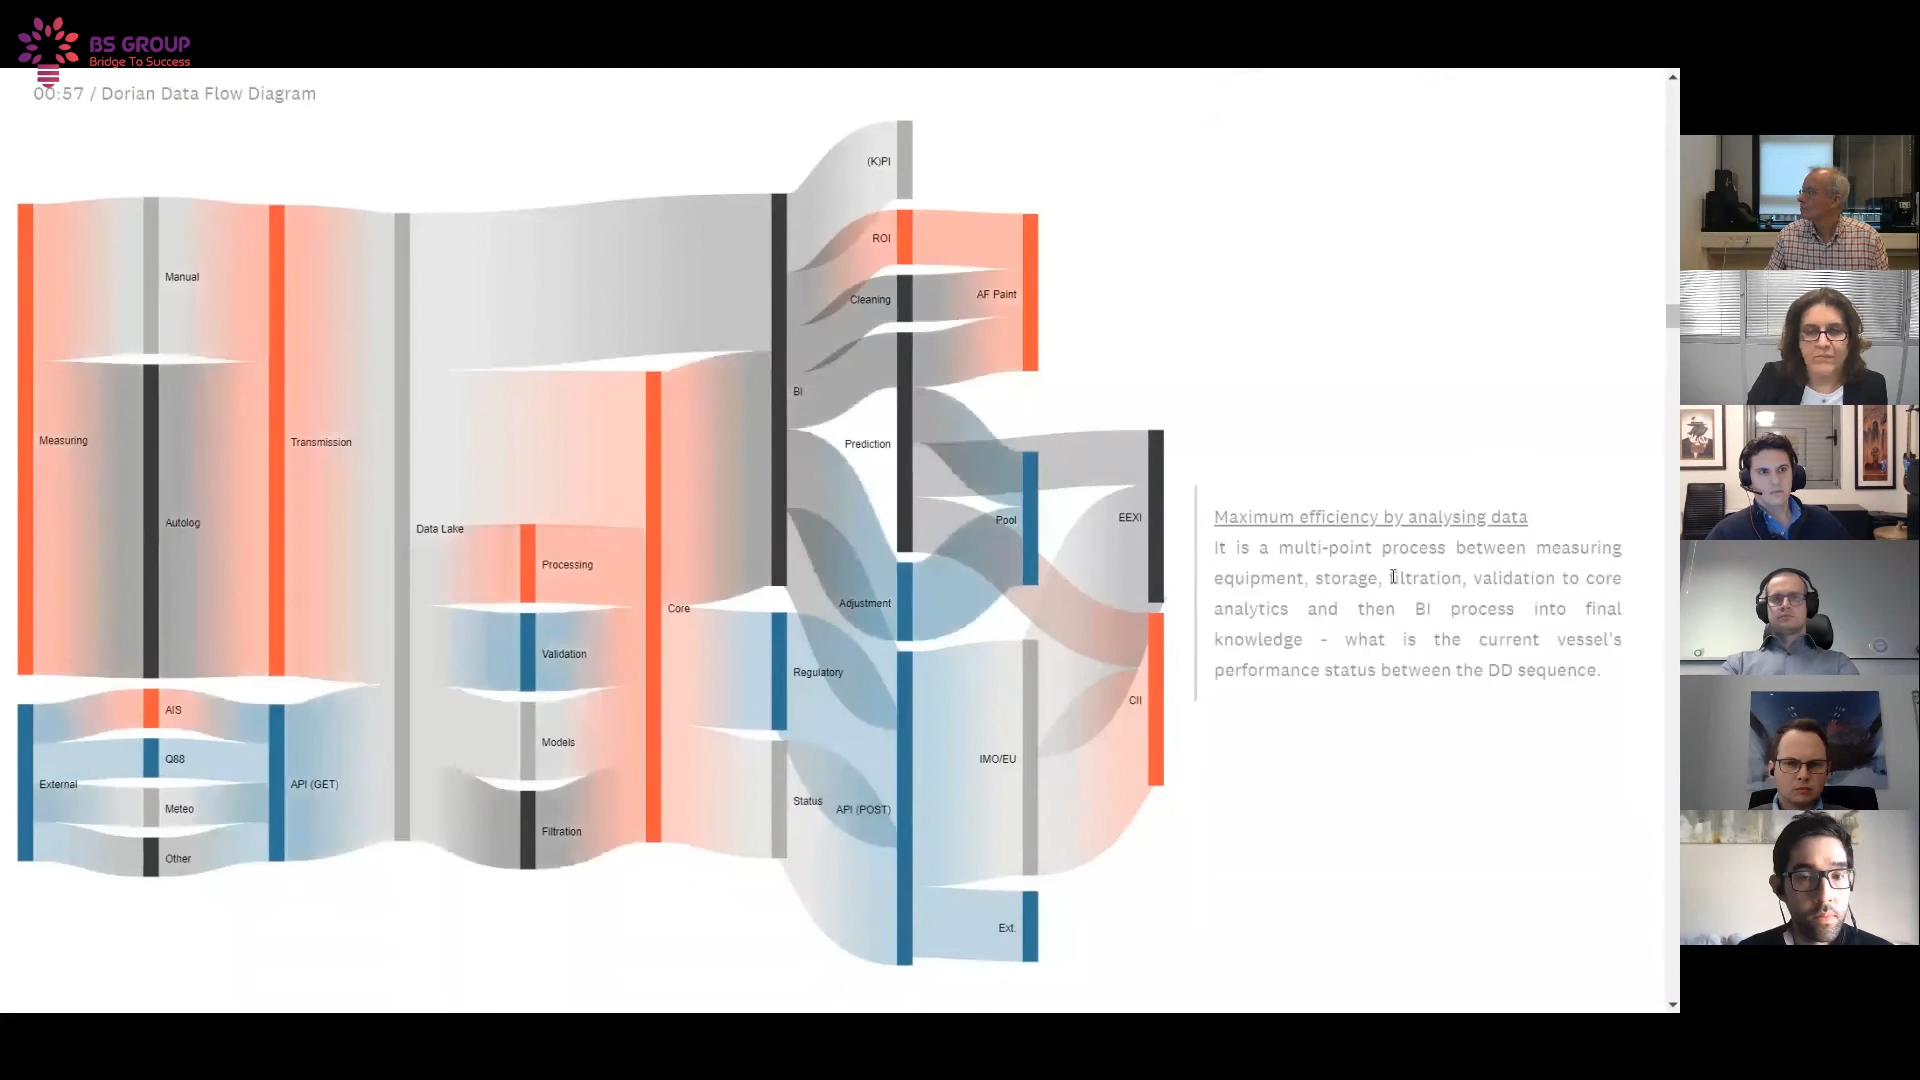 BS GROUP
Bridge To Success
00:57 / Dorian Data Flow Diagram
(K)PI
ROI
Cleaning
AF Paint
Manual
BI
Measuring
Transmission
Prediction
Autolog
Data Lake
Pool
EEXI
Processing
Core
Adjustment
Validation
Regulatory
AIS
CII
Models
Q88
IMO/EU
External
API (GET)
Meteo
Status
API (POST)
Filtration
Other
Ext.
Maximum efficiency by analysing data
It is a multi-point process between measuring
equipment, storage, filtration, validation to core
analytics and then BI process into final
knowledge - what is the current vessel's
performance status between the DD sequence.